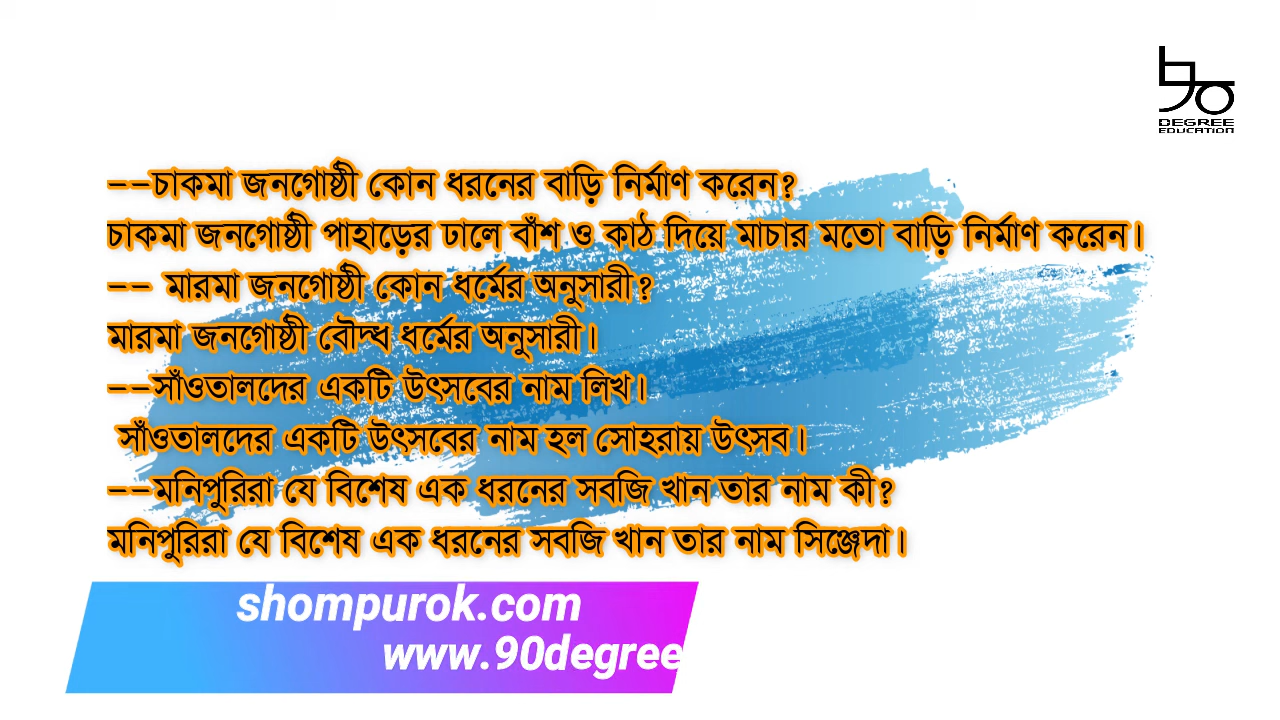 DEGREE
EDUCATION
--চাকমা জনগোষ্ঠী কোন ধরনের বাড়ি নির্মাণ করেন?
চাকমা জনগোষ্ঠী পাহাড়ের ঢালে বাঁশ ও কাঠ দিয়ে মাচার মতো বাড়ি নির্মাণ করেন।
-- মারমা জনগোষ্ঠী কোন ধর্মের অনুসারী?
মারমা জনগোষ্ঠী বৌদ্ধ ধর্মের অনুসারী।
--সাঁওতালদের একটি উৎসবের নাম লিখ।
সাঁওতালদের একটি উৎসবের নাম হল সোহরায় উৎসব।
--মনিপুরিরা যে বিশেষ এক ধরনের সবজি খান তার নাম কী?
মনিপুরিরা যে বিশেষ এক ধরনের সবজি খান তার নাম সিঞ্জেদা।
shompurok.com
www.90degree